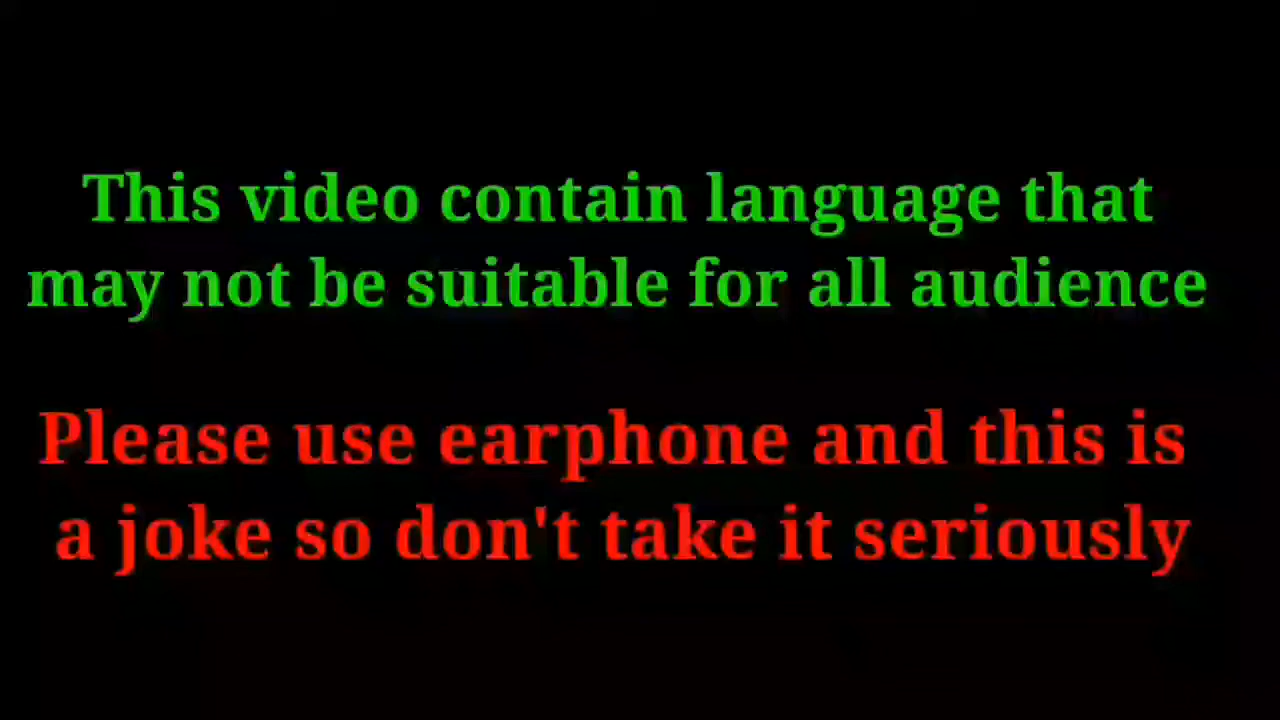 This video contain language that
may not be suitable for all audience
Please use earphone and this is
a joke so don't take it seriously